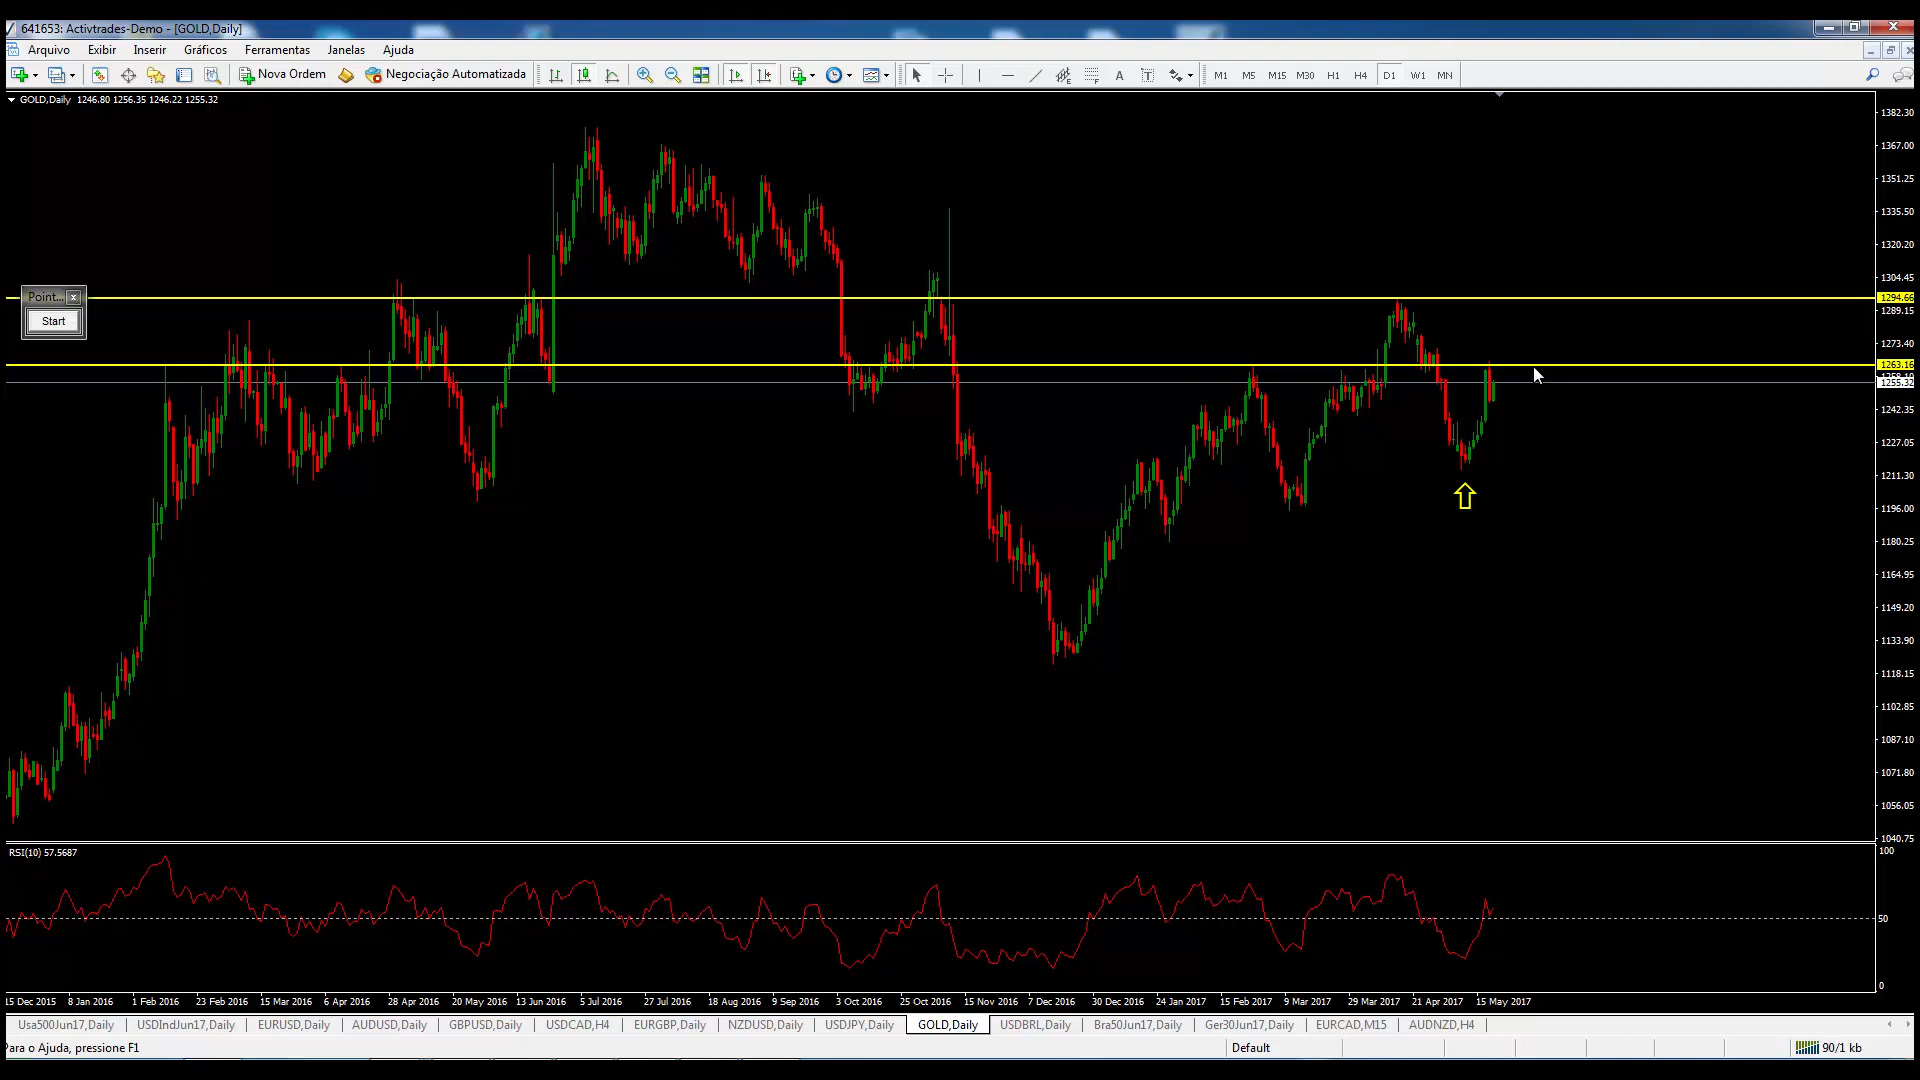 641653: Activtrades-Demo - [GOLD,Daily]
Arquivo Exibir Inserir Gráficos Ferramentas Janelas Ajuda
Nova Ordem Negociação Automatizada A T M1 M5 M15 M30 H1 H4 D1 W1 MN
GOLD,Daily 1246.80 1256.35 1246.22 1255.32
1382.30
1367.00
1351.25
1335.50
1320.20
1304.45
Point... x
1294.66
1289.15
Start
1273.40
1263.16
1255.32
1242.35
1227.05
1211.30
1196.00
1180.25
1164.95
1149.20
1133.90
1118.15
1102.85
1087.10
1071.80
1056.05
1040.75
RSI(10) 57.5687
100
50
0
15 Dec 2015 8 Jan 2016 1 Feb 2016 23 Feb 2016 15 Mar 2016 6 Apr 2016 28 Apr 2016 20 May 2016 13 Jun 2016 5 Jul 2016 27 Jul 2016 18 Aug 2016 9 Sep 2016 3 Oct 2016 25 Oct 2016 15 Nov 2016 7 Dec 2016 30 Dec 2016 24 Jan 2017 15 Feb 2017 9 Mar 2017 29 Mar 2017 21 Apr 2017 15 May 2017
Usa500Jun17,Daily USDIndJun17,Daily EURUSD,Daily AUDUSD,Daily GBPUSD,Daily USDCAD,H4 EURGBP,Daily NZDUSD,Daily USDJPY,Daily GOLD,Daily USDBRL,Daily Bra50Jun17,Daily Ger30Jun17,Daily EURCAD,M15 AUDNZD,H4
Para o Ajuda, pressione F1 Default 90/1 kb